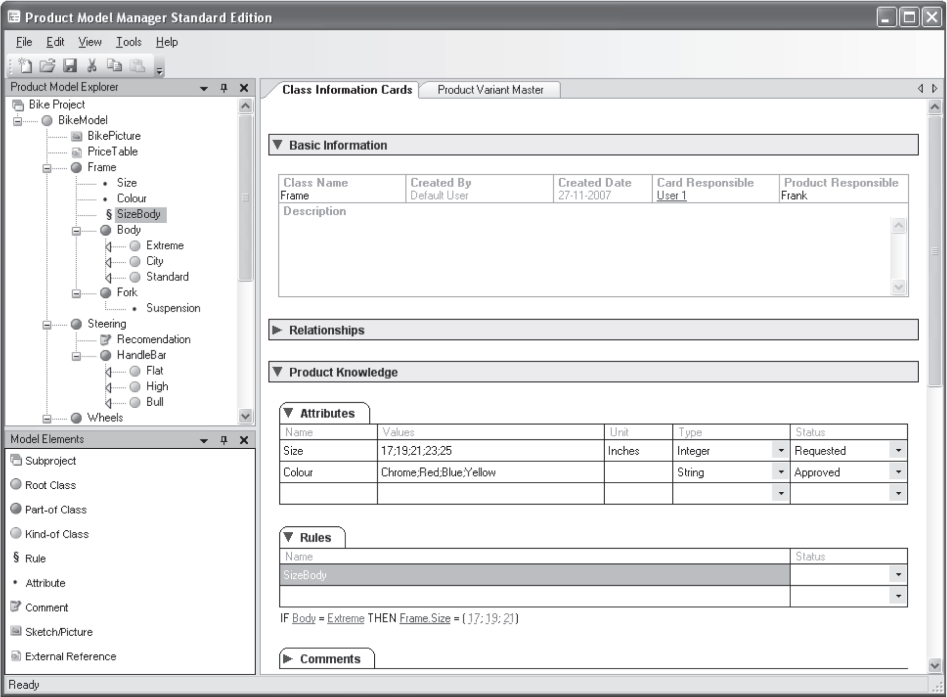 Product Model Manager Standard Edition
File Edit View Tools Help
Product Model Explorer
Bike Project
BikeModel
BikePicture
PriceTable
Frame
Size
Colour
§ SizeBody
Body
Extreme
City
Standard
Fork
Suspension
Steering
Recomendation
HandleBar
Flat
High
Bull
Wheels
Model Elements
Subproject
Root Class
Part-of Class
Kind-of Class
§ Rule
Attribute
Comment
Sketch/Picture
External Reference
Class Information Cards Product Variant Master
Basic Information
Class Name Created By Created Date Card Responsible Product Responsible
Frame Default User 27-11-2007 User 1 Frank
Description
Relationships
Product Knowledge
Attributes
Name Values Unit Type Status
Size 17;19;21;23;25 Inches Integer Requested
Colour Chrome;Red;Blue;Yellow String Approved
Rules
Name Status
SizeBody
IF Body = Extreme THEN Frame.Size = ( 17; 19; 21)
Comments
Ready